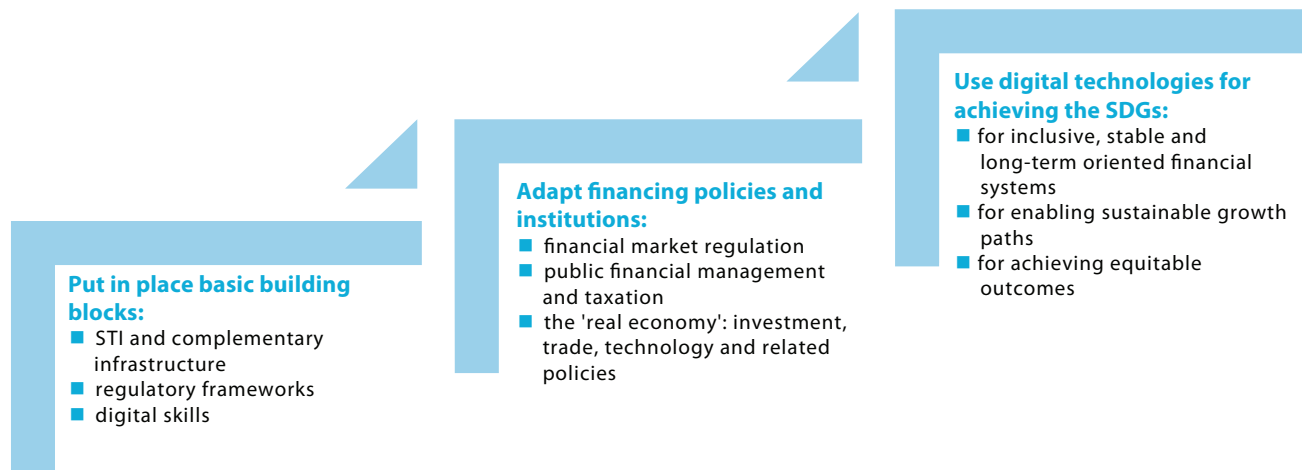 Put in place basic building
blocks:
■ STI and complementary
infrastructure
■ regulatory frameworks
■ digital skills
Adapt financing policies and
institutions:
■ financial market regulation
■ public financial management
and taxation
■ the 'real economy': investment,
trade, technology and related
policies
Use digital technologies for
achieving the SDGs:
■ for inclusive, stable and
long-term oriented financial
systems
■ for enabling sustainable growth
paths
■ for achieving equitable
outcomes